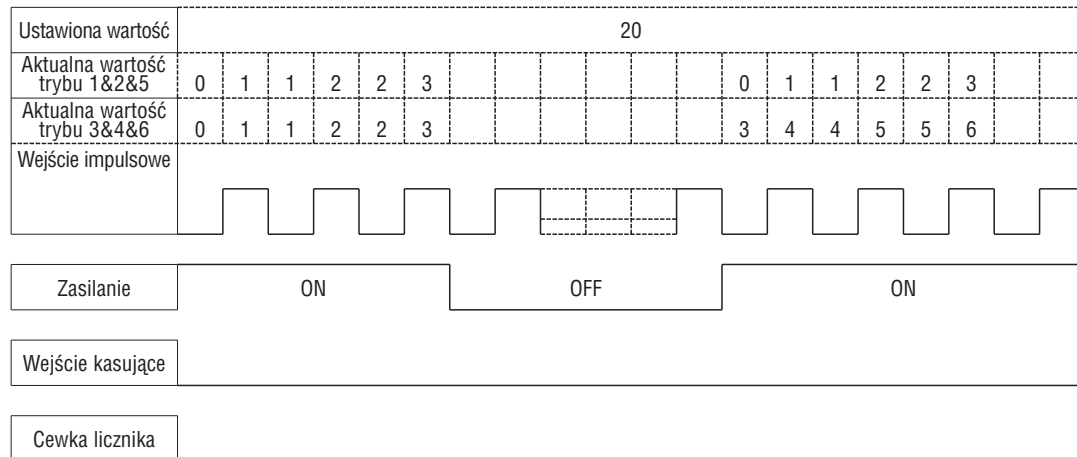 Ustawiona wartość 20
Aktualna wartość
trybu 1&2&5 0 1 1 2 2 3 0 1 1 2 2 3
Aktualna wartość
trybu 3&4&6 0 1 1 2 2 3 3 4 4 5 5 6
Wejście impulsowe
Zasilanie ON OFF ON
Wejście kasujące
Cewka licznika